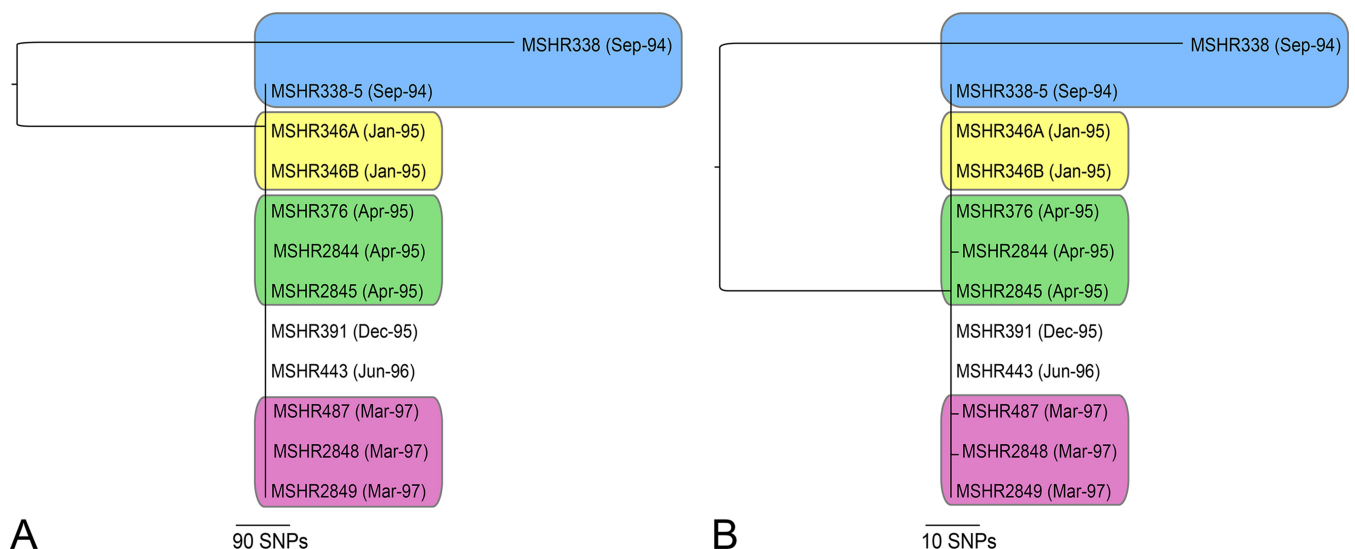 MSHR338 (Sep-94)
MSHR338-5 (Sep-94)
MSHR346A (Jan-95)
MSHR346B (Jan-95)
MSHR376 (Apr-95)
MSHR2844 (Apr-95)
MSHR2845 (Apr-95)
MSHR391 (Dec-95)
MSHR443 (Jun-96)
MSHR487 (Mar-97)
MSHR2848 (Mar-97)
MSHR2849 (Mar-97)
A
90 SNPs
MSHR338 (Sep-94)
MSHR338-5 (Sep-94)
MSHR346A (Jan-95)
MSHR346B (Jan-95)
MSHR376 (Apr-95)
MSHR2844 (Apr-95)
MSHR2845 (Apr-95)
MSHR391 (Dec-95)
MSHR443 (Jun-96)
MSHR487 (Mar-97)
MSHR2848 (Mar-97)
MSHR2849 (Mar-97)
B
10 SNPs